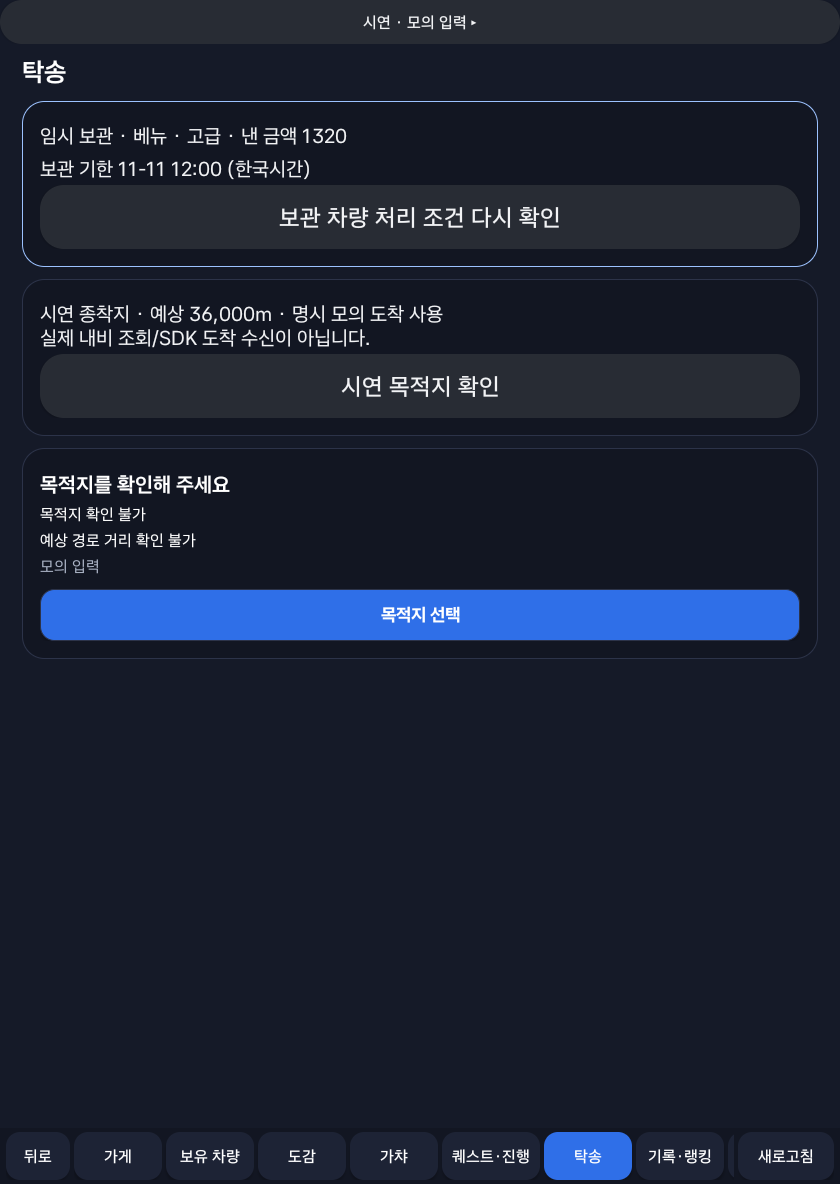 시연 · 모의 입력 ▸
탁송
임시 보관 · 베뉴 · 고급 · 낸 금액 1320
보관 기한 11-11 12:00 (한국시간)
보관 차량 처리 조건 다시 확인
시연 종착지 · 예상 36,000m · 명시 모의 도착 사용
실제 내비 조회/SDK 도착 수신이 아닙니다.
시연 목적지 확인
목적지를 확인해 주세요
목적지 확인 불가
예상 경로 거리 확인 불가
모의 입력
목적지 선택
뒤로
가게
보유 차량
도감
가챠
퀘스트·진행
탁송
기록·랭킹
새로고침